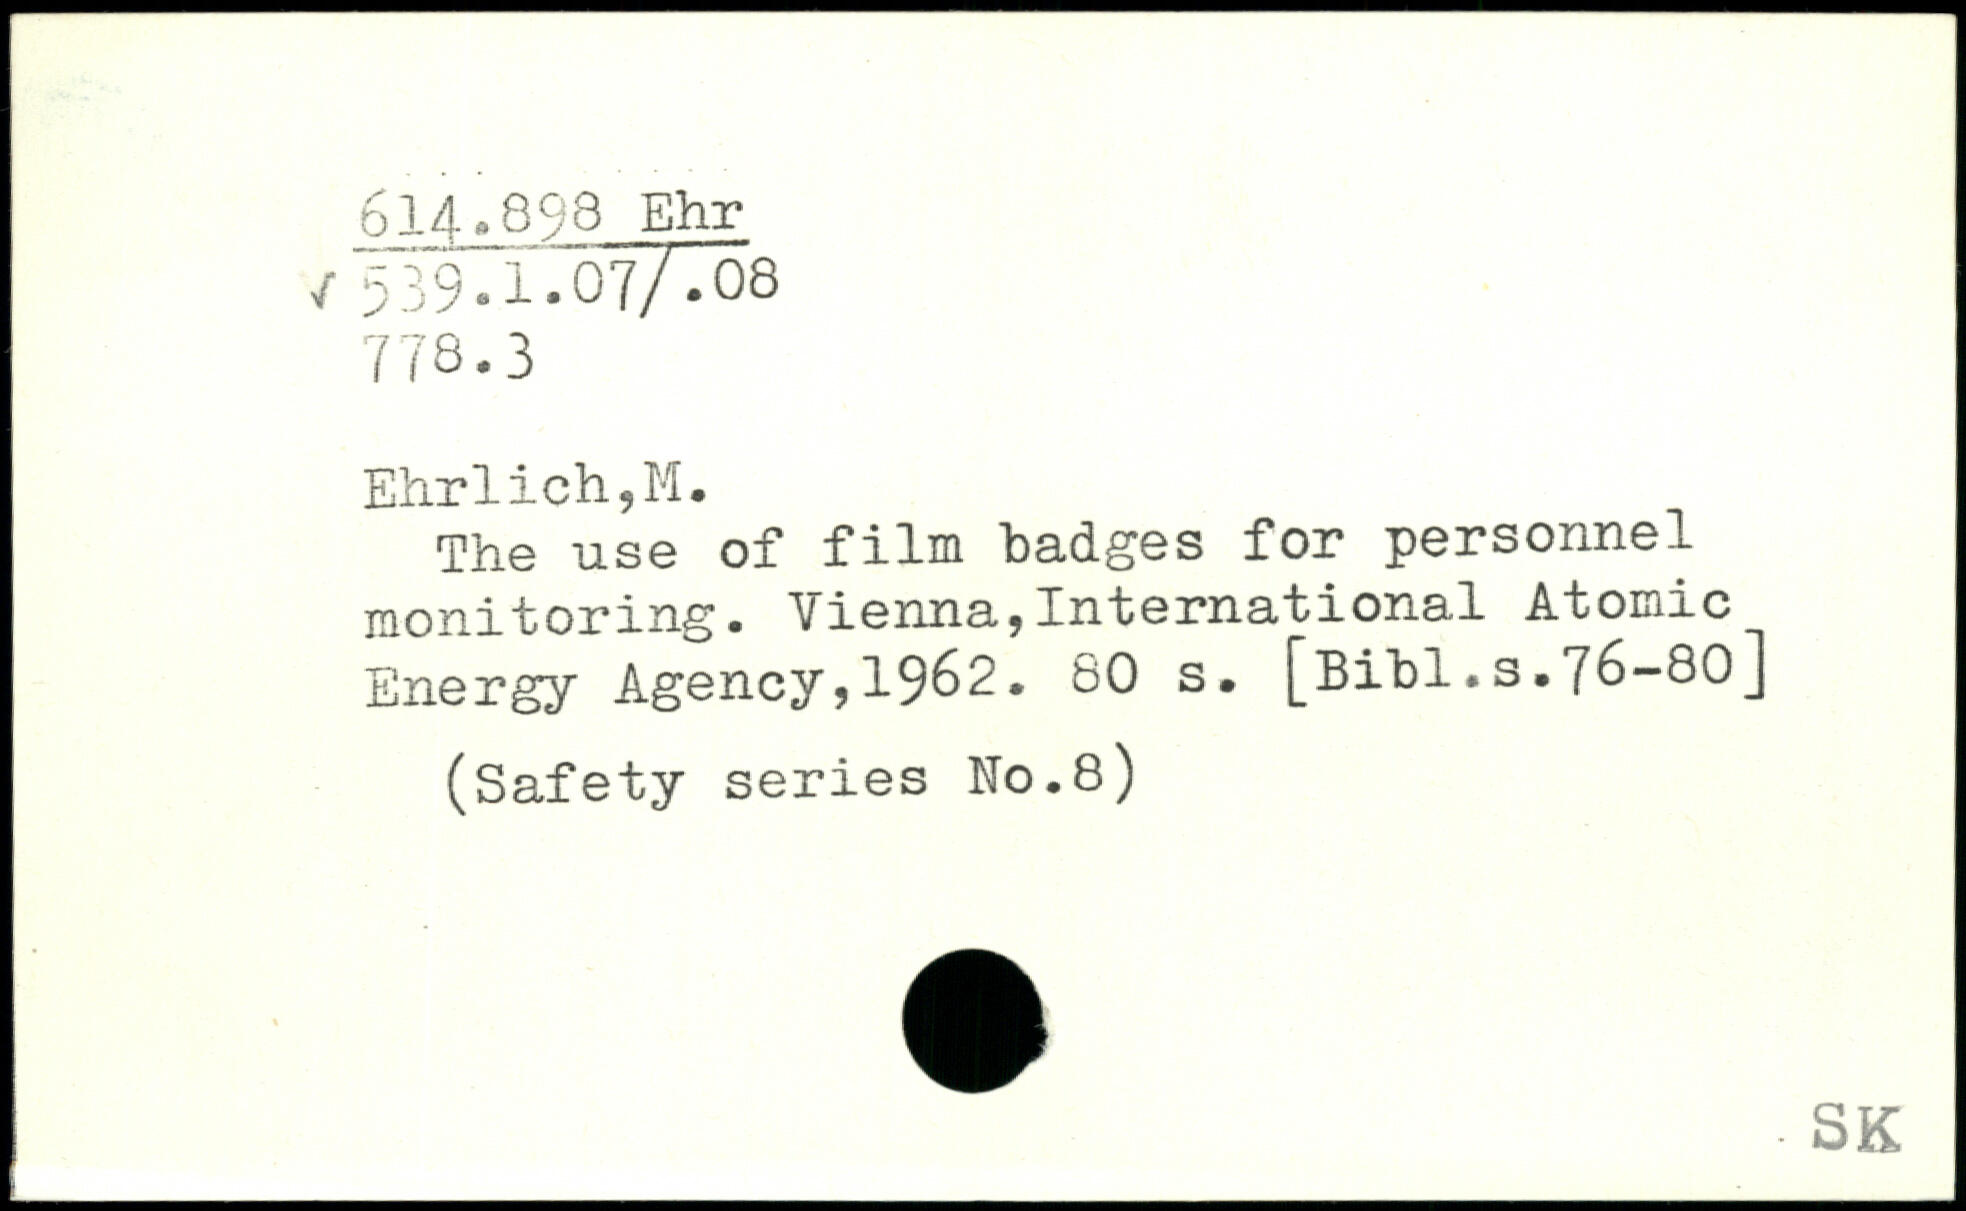 614.898 Ehr
✓ 539.1.07/.08
778.3
Ehrlich,M.
The use of film badges for personnel
monitoring. Vienna,International Atomic
Energy Agency,1962. 80 s. [Bibl.s.76-80]
(Safety series No.8)
SK